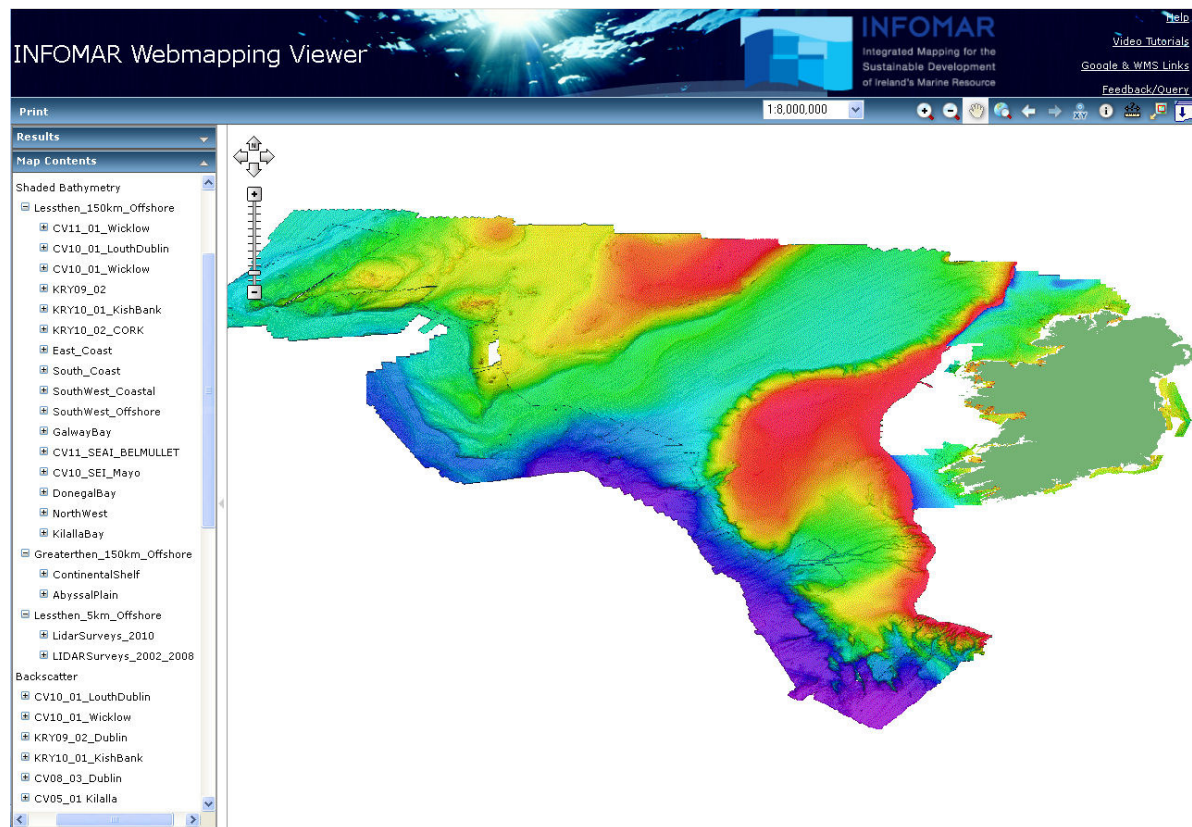 INFOMAR Webmapping Viewer
INFOMAR
Integrated Mapping for the
Sustainable Development
of Ireland's Marine Resource
Help
Video Tutorials
Google & WMS Links
Feedback/Query
Print
1:8,000,000
XY
Results
Map Contents
N
Shaded Bathymetry
Lessthen_150km_Offshore
CV11_01_Wicklow
CV10_01_LouthDublin
CV10_01_Wicklow
KRY09_02
KRY10_01_KishBank
KRY10_02_CORK
East_Coast
South_Coast
SouthWest_Coastal
SouthWest_Offshore
GalwayBay
CV11_SEAI_BELMULLET
CV10_SEI_Mayo
DonegalBay
NorthWest
KilallaBay
Greaterthen_150km_Offshore
ContinentalShelf
AbyssalPlain
Lessthen_5km_Offshore
LidarSurveys_2010
LIDARSurveys_2002_2008
Backscatter
CV10_01_LouthDublin
CV10_01_Wicklow
KRY09_02_Dublin
KRY10_01_KishBank
CV08_03_Dublin
CV05_01 Kilalla